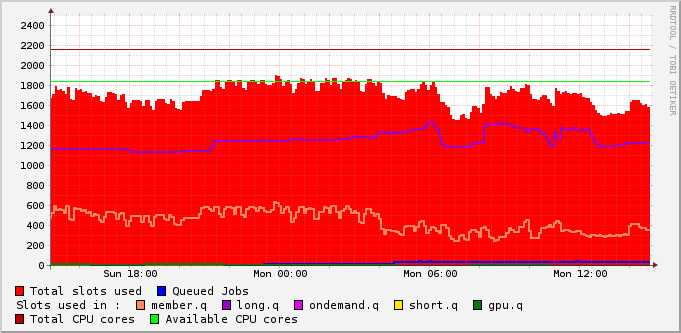 RRDTOOL / TOBI OETIKER
2400
2200
2000
1800
1600
1400
1200
1000
800
600
400
200
0
Sun 18:00 Mon 00:00 Mon 06:00 Mon 12:00
Total slots used Queued Jobs
Slots used in : member.q long.q ondemand.q short.q gpu.q
Total CPU cores Available CPU cores